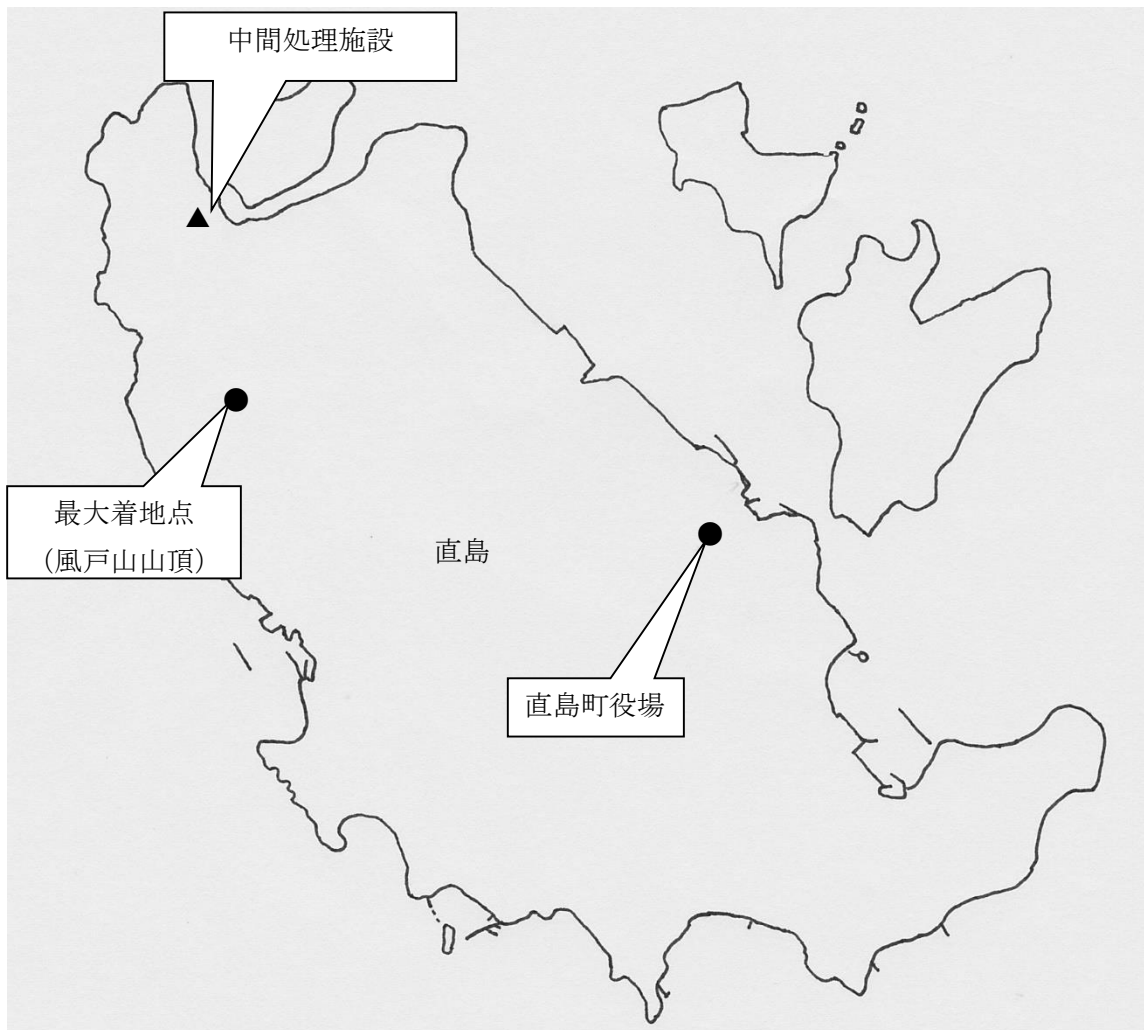 中間処理施設
最大着地点
（風戸山山頂）
直島
直島町役場